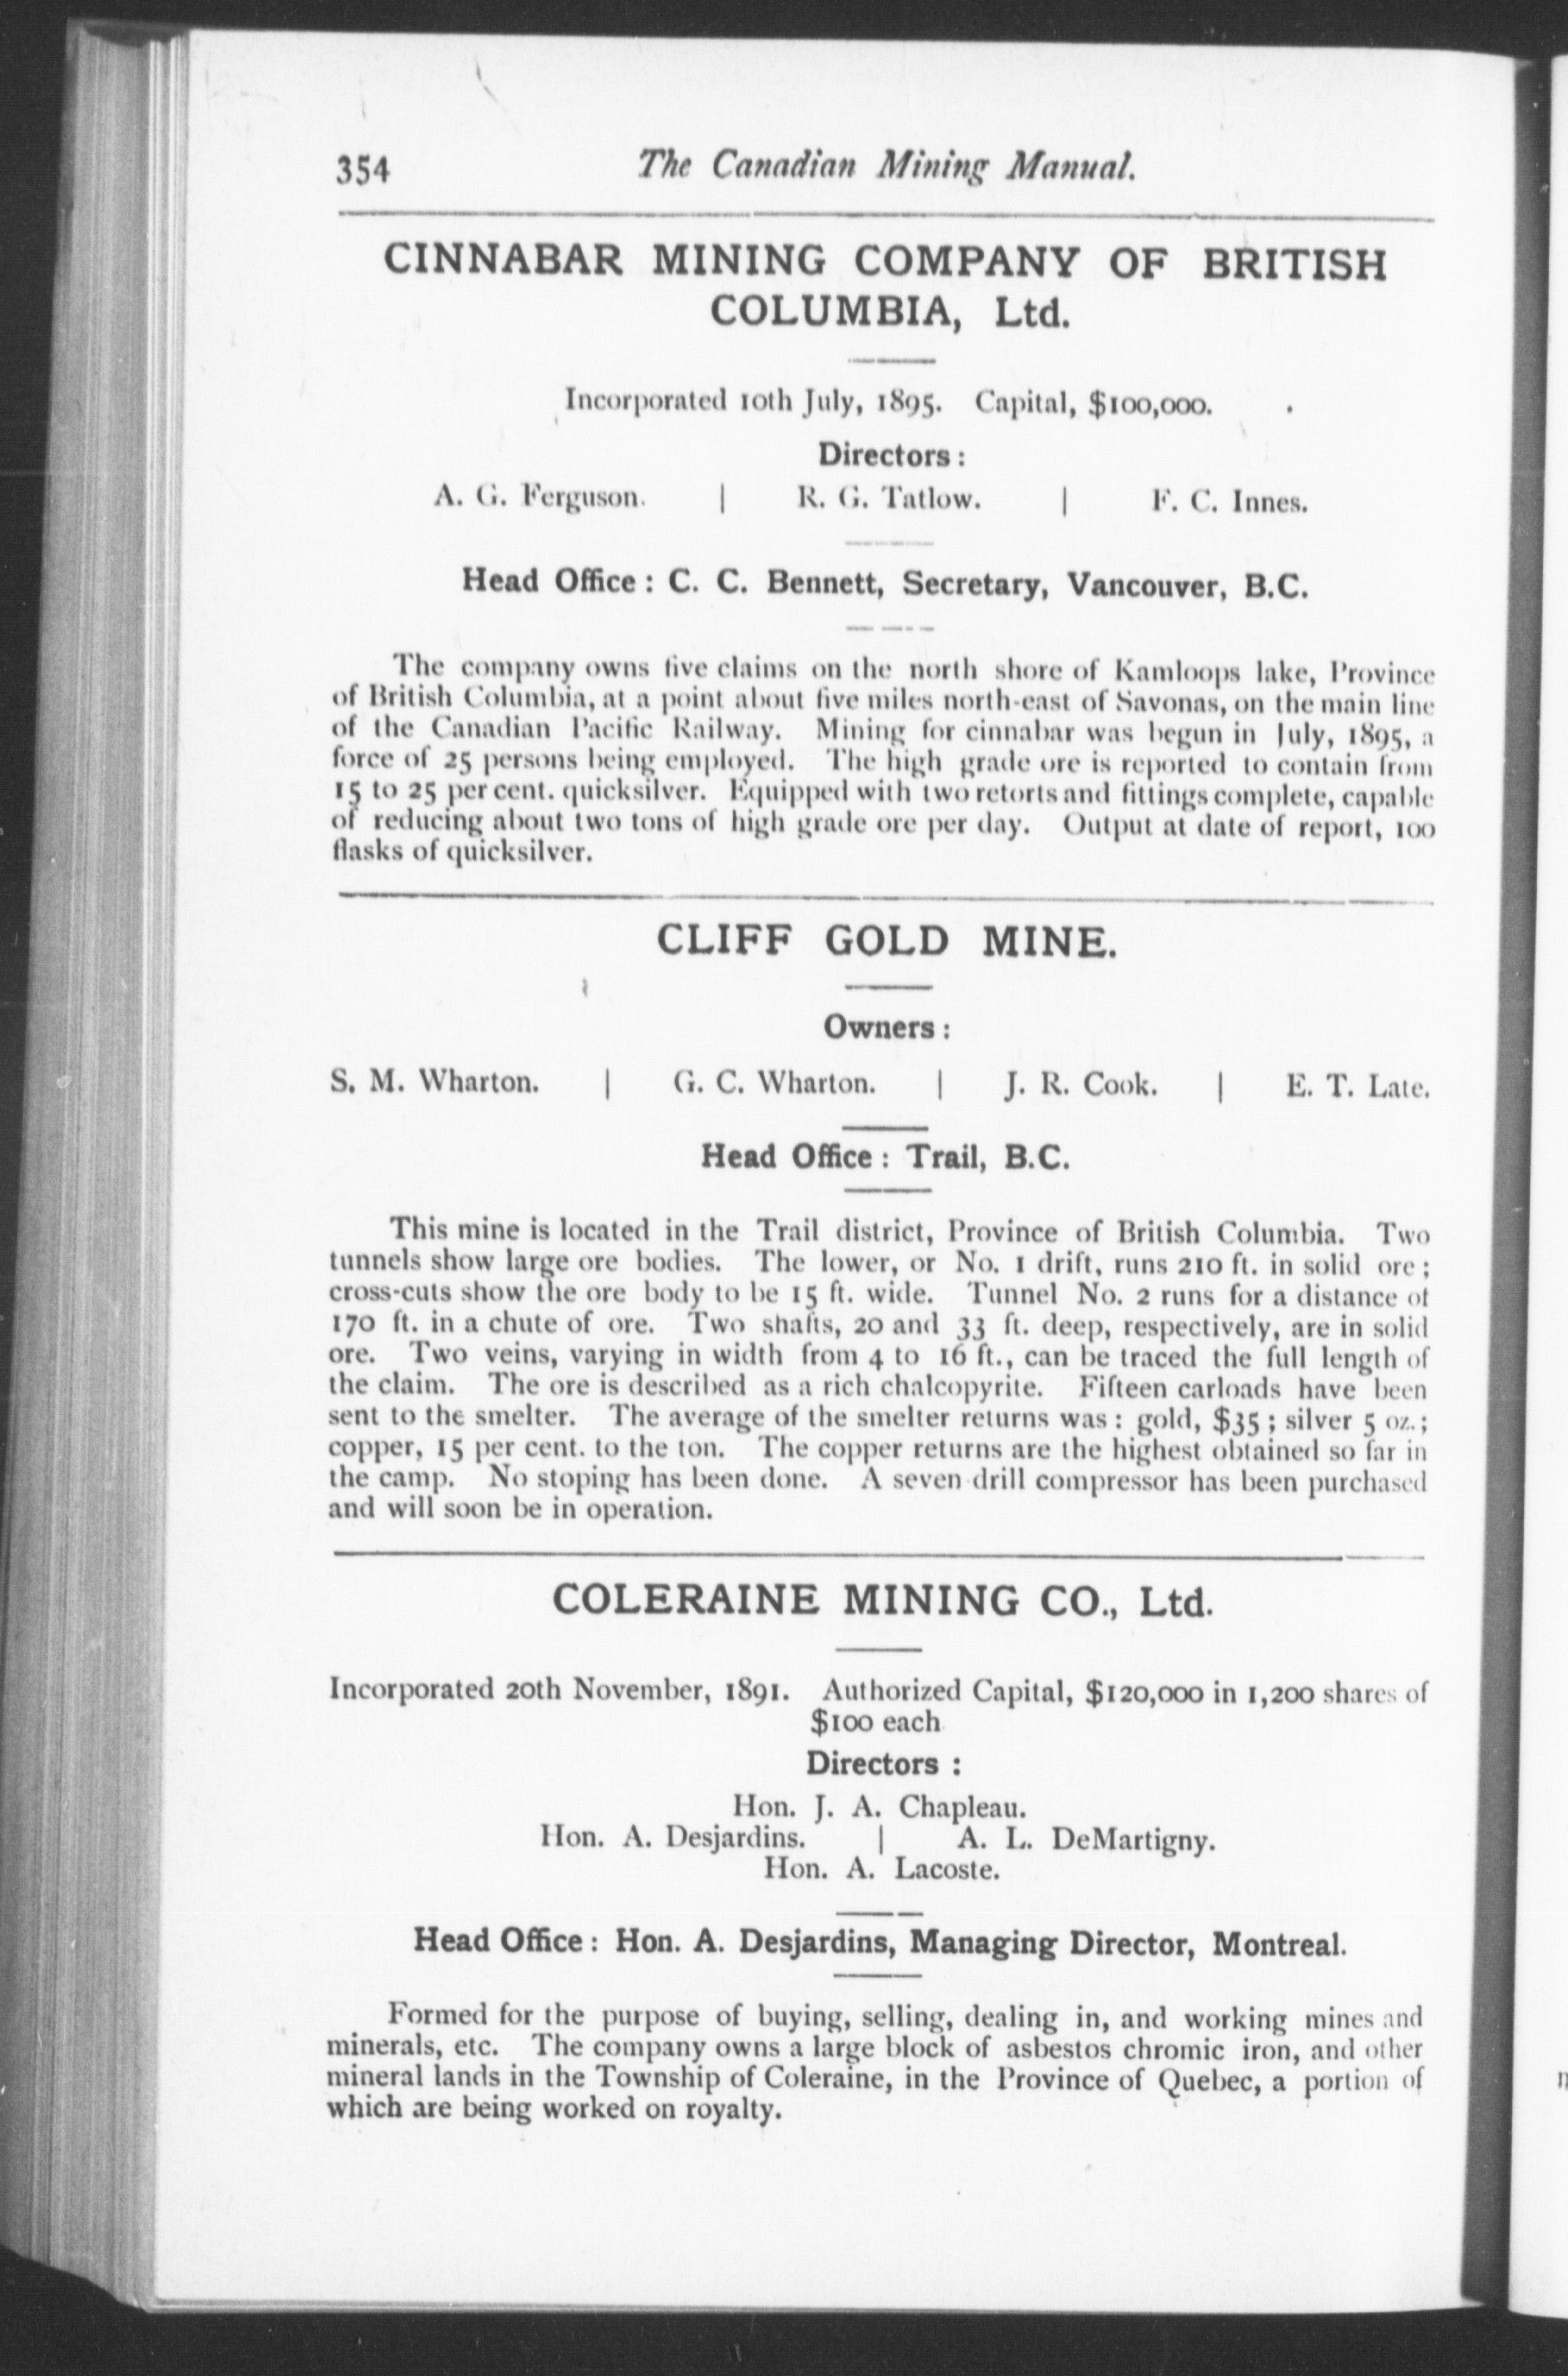 354 The Canadian Mining Manual.
CINNABAR MINING COMPANY OF BRITISH
COLUMBIA, Ltd.
Incorporated 10th July, 1895. Capital, $100,000.
Directors :
A. G. Ferguson. | R. G. Tatlow. | F. C. Innes.
Head Office : C. C. Bennett, Secretary, Vancouver, B.C.
The company owns five claims on the north shore of Kamloops lake, Province
of British Columbia, at a point about five miles north-east of Savonas, on the main line
of the Canadian Pacific Railway. Mining for cinnabar was begun in July, 1895, a
force of 25 persons being employed. The high grade ore is reported to contain from
15 to 25 per cent. quicksilver. Equipped with two retorts and fittings complete, capable
of reducing about two tons of high grade ore per day. Output at date of report, 100
flasks of quicksilver.
CLIFF GOLD MINE.
Owners :
S. M. Wharton. | G. C. Wharton. | J. R. Cook. | E. T. Late.
Head Office : Trail, B.C.
This mine is located in the Trail district, Province of British Columbia. Two
tunnels show large ore bodies. The lower, or No. 1 drift, runs 210 ft. in solid ore ;
cross-cuts show the ore body to be 15 ft. wide. Tunnel No. 2 runs for a distance of
170 ft. in a chute of ore. Two shafts, 20 and 33 ft. deep, respectively, are in solid
ore. Two veins, varying in width from 4 to 16 ft., can be traced the full length of
the claim. The ore is described as a rich chalcopyrite. Fifteen carloads have been
sent to the smelter. The average of the smelter returns was : gold, $35 ; silver 5 oz. ;
copper, 15 per cent. to the ton. The copper returns are the highest obtained so far in
the camp. No stoping has been done. A seven drill compressor has been purchased
and will soon be in operation.
COLERAINE MINING CO., Ltd.
Incorporated 20th November, 1891. Authorized Capital, $120,000 in 1,200 shares of
$100 each
Directors :
Hon. J. A. Chapleau.
Hon. A. Desjardins. | A. L. DeMartigny.
Hon. A. Lacoste.
Head Office : Hon. A. Desjardins, Managing Director, Montreal.
Formed for the purpose of buying, selling, dealing in, and working mines and
minerals, etc. The company owns a large block of asbestos chromic iron, and other
mineral lands in the Township of Coleraine, in the Province of Quebec, a portion of
which are being worked on royalty.